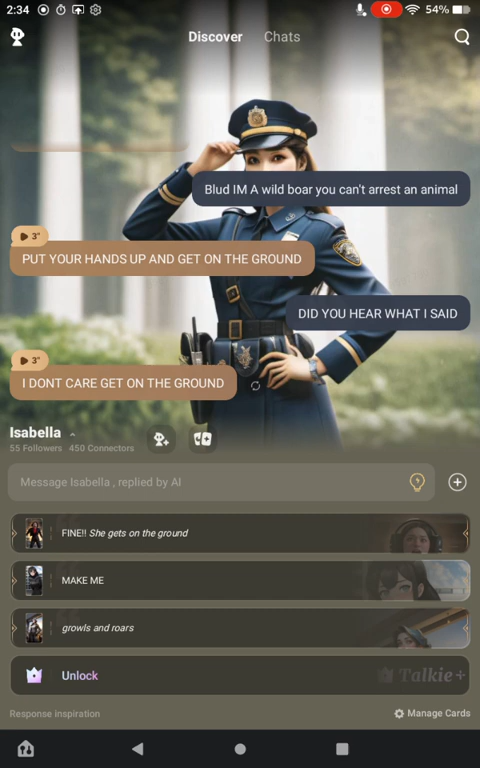 2:34
54%
Discover Chats
Blud IM A wild boar you can't arrest an animal
3"
PUT YOUR HANDS UP AND GET ON THE GROUND
DID YOU HEAR WHAT I SAID
3"
I DONT CARE GET ON THE GROUND
Isabella
55 Followers 450 Connectors
Message Isabella , replied by AI
FINE!! She gets on the ground
MAKE ME
growls and roars
Unlock
Talkie+
Response inspiration
Manage Cards